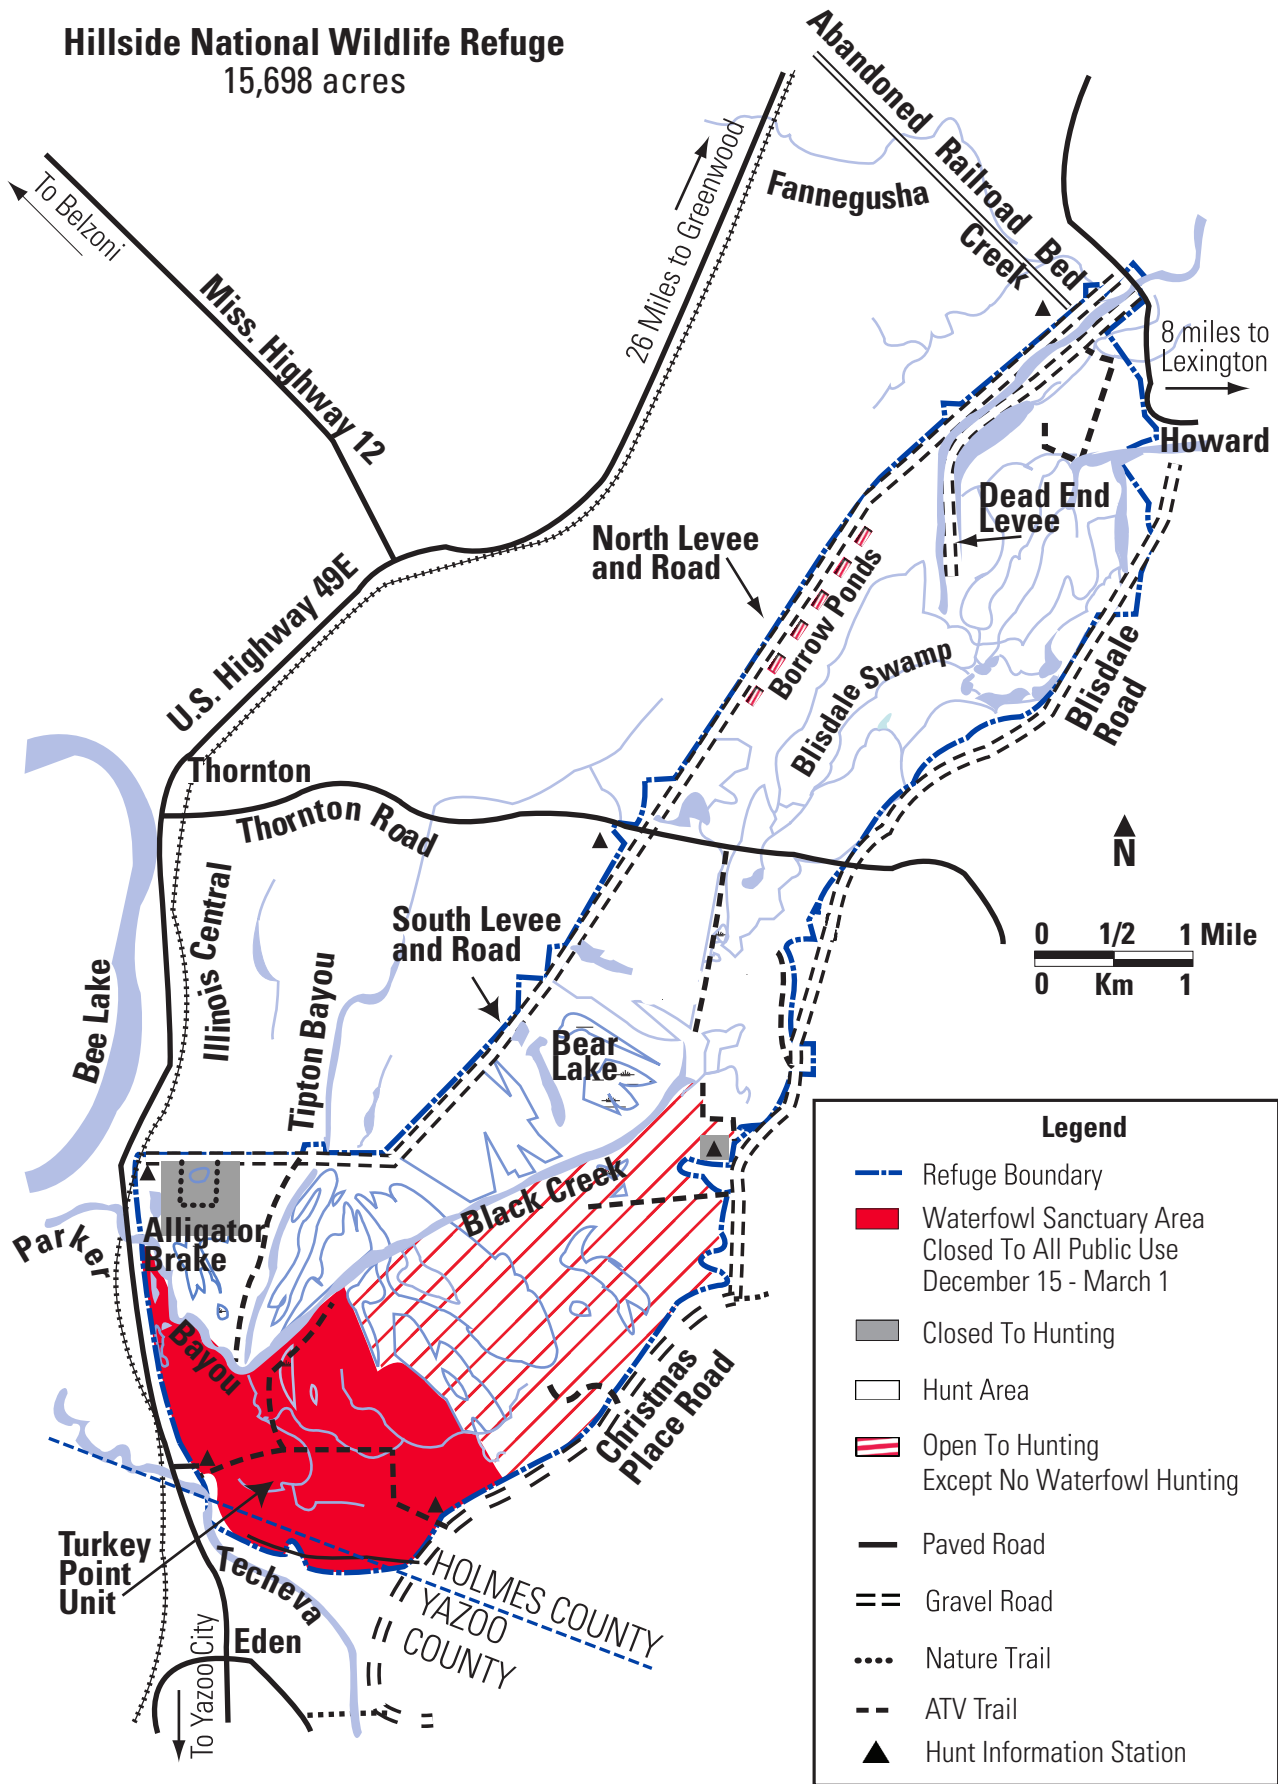 Hillside National Wildlife Refuge
15,698 acres
Abandoned Railroad Bed
To Belzoni
Miss. Highway 12
26 Miles to Greenwood
Fannegusha
Creek
8 miles to
Lexington
Howard
Dead End
Levee
North Levee
and Road
Borrow Ponds
U.S. Highway 49E
Blisdale Swamp
Blisdale
Road
Thornton
Thornton Road
N
0 1/2 1 Mile
0 Km 1
South Levee
and Road
Illinois Central
Bee Lake
Tipton Bayou
Bear
Lake
Black Creek
Alligator
Brake
Parker
Bayou
Christmas
Place Road
Turkey
Point
Unit
Techeva
HOLMES COUNTY
YAZOO
COUNTY
Eden
To Yazoo City
Legend
Refuge Boundary
Waterfowl Sanctuary Area
Closed To All Public Use
December 15 - March 1
Closed To Hunting
Hunt Area
Open To Hunting
Except No Waterfowl Hunting
Paved Road
Gravel Road
Nature Trail
ATV Trail
Hunt Information Station